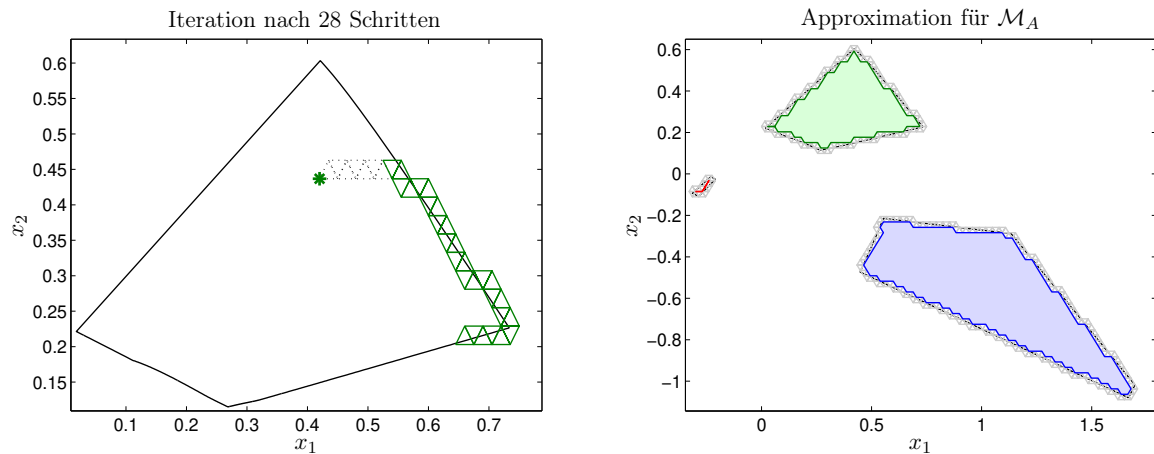 Iteration nach 28 Schritten
0.6
0.55
0.5
0.45
0.4
0.35
0.3
0.25
0.2
0.15
x₂
0.1 0.2 0.3 0.4 0.5 0.6 0.7
x₁
Approximation für ℳ_A
0.6
0.4
0.2
0
−0.2
−0.4
−0.6
−0.8
−1
x₂
0 0.5 1 1.5
x₁